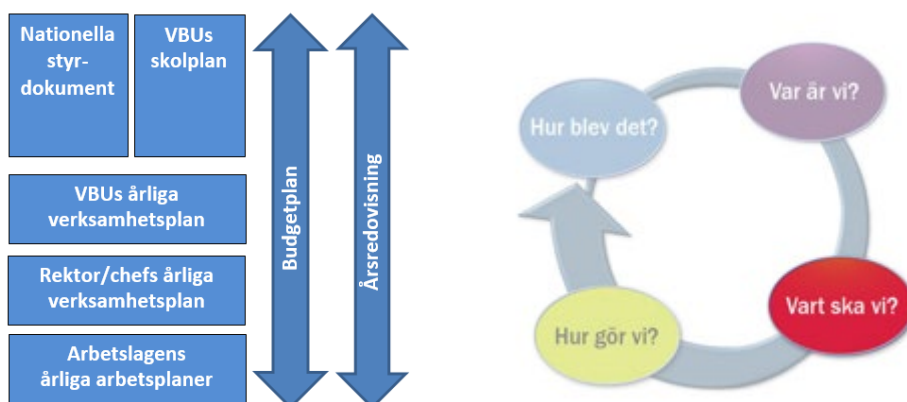 Nationella
styr-
dokument
VBUs
skolplan
VBUs årliga
verksamhetsplan
Rektor/chefs årliga
verksamhetsplan
Arbetslagens
årliga arbetsplaner
Budgetplan
Årsredovisning
Hur blev det?
Var är vi?
Vart ska vi?
Hur gör vi?